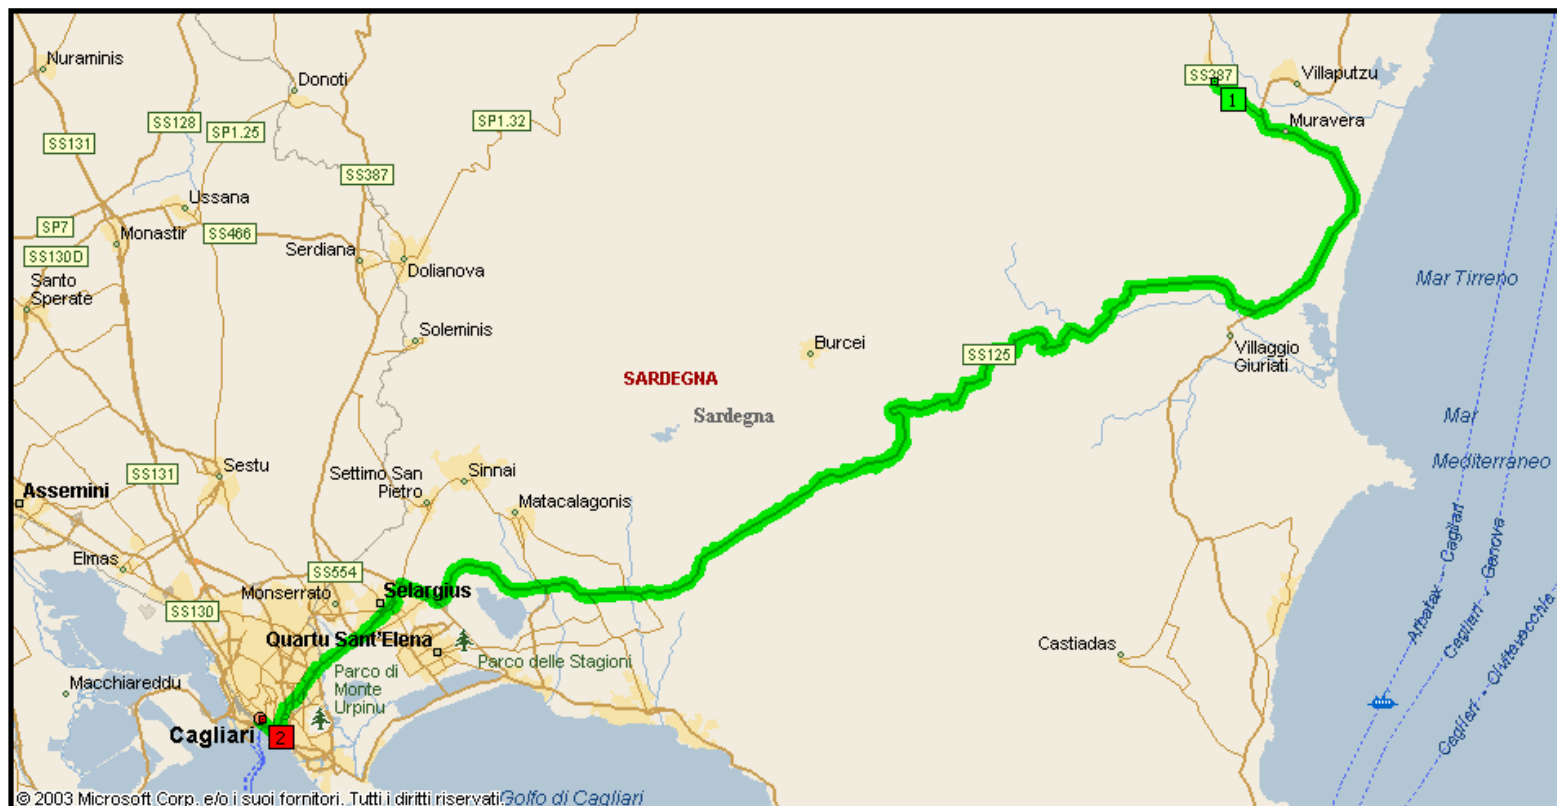 Nuraminis
Donoti
SS387
Villaputzu
1
SS128
SP1.25
SP1.32
SS131
Muravera
SS387
Ussana
SP7
Monastir
SS466
Serdiana
SS130D
Dolianova
Santo
Sperate
Mar Tirreno
Soleminis
Burcei
SS125
Villaggio
Giuriati
SARDEGNA
Sardegna
Mar
Mediterraneo
Settimo San
Pietro
Sinnai
SS131
Sestu
Assemini
Matacalagonis
Elmas
SS554
Monserrato
Selargius
SS130
Quartu Sant'Elena
Parco delle Stagioni
Castiadas
Parco di
Monte
Urpinu
Macchiareddu
Cagliari
2
Arbatax - Cagliari
Cagliari - Genova
Cagliari - Civitavecchia
© 2003 Microsoft Corp. e/o i suoi fornitori. Tutti i diritti riservati.
Golfo di Cagliari